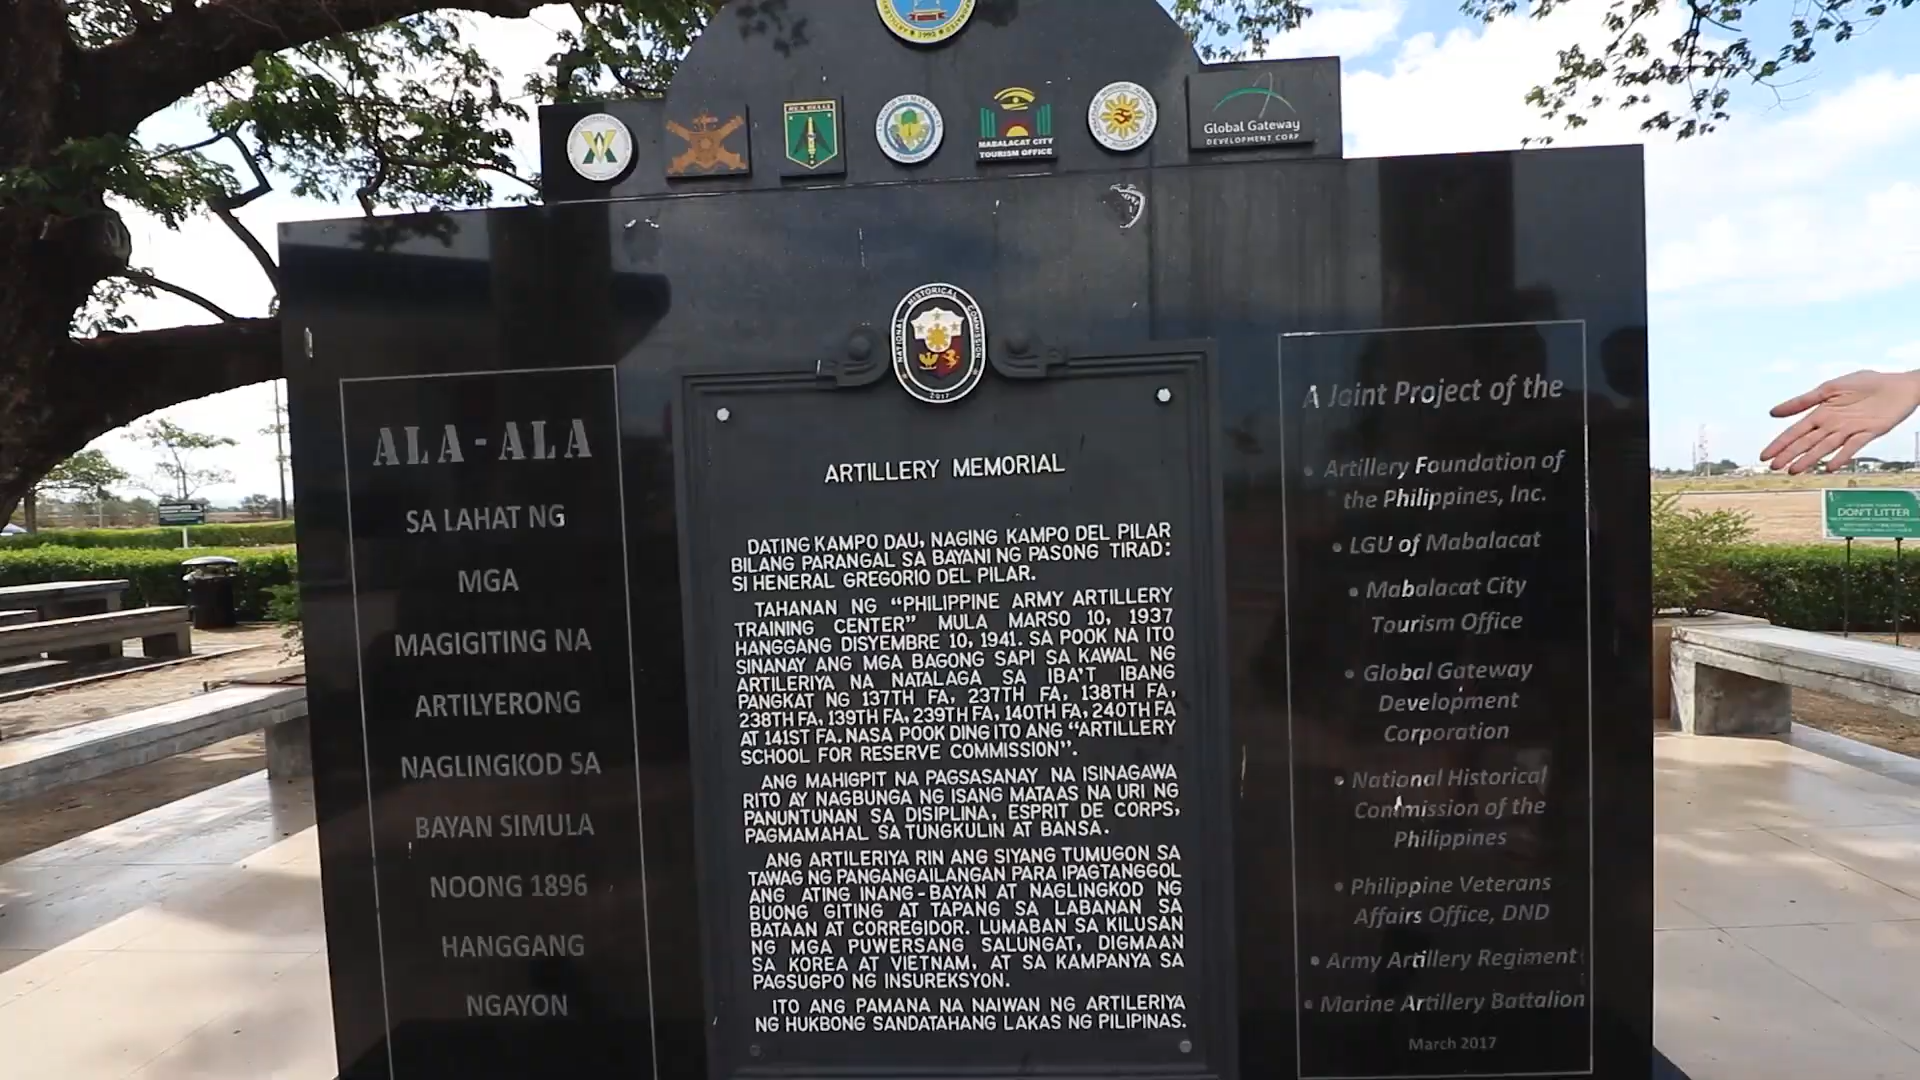 1992
REX BELLI
MABALACAT CITY
TOURISM OFFICE
Global Gateway
DEVELOPMENT CORP
NATIONAL HISTORICAL COMMISSION
2017
ALA-ALA
SA LAHAT NG
MGA
MAGIGITING NA
ARTILYERONG
NAGLINGKOD SA
BAYAN SIMULA
NOONG 1896
HANGGANG
NGAYON
ARTILLERY MEMORIAL
DATING KAMPO DAU, NAGING KAMPO DEL PILAR
BILANG PARANGAL SA BAYANI NG PASONG TIRAD:
SI HENERAL GREGORIO DEL PILAR.
TAHANAN NG “PHILIPPINE ARMY ARTILLERY
TRAINING CENTER” MULA MARSO 10, 1937
HANGGANG DISYEMBRE 10, 1941. SA POOK NA ITO
SINANAY ANG MGA BAGONG SAPI SA KAWAL NG
ARTILERIYA NA NATALAGA SA IBA'T IBANG
PANGKAT NG 137TH FA, 237TH FA, 138TH FA,
238TH FA, 139TH FA, 239TH FA, 140TH FA, 240TH FA
AT 141ST FA. NASA POOK DING ITO ANG “ARTILLERY
SCHOOL FOR RESERVE COMMISSION”.
ANG MAHIGPIT NA PAGSASANAY NA ISINAGAWA
RITO AY NAGBUNGA NG ISANG MATAAS NA URI NG
PANUNTUNAN SA DISIPLINA, ESPRIT DE CORPS,
PAGMAMAHAL SA TUNGKULIN AT BANSA.
ANG ARTILERIYA RIN ANG SIYANG TUMUGON SA
TAWAG NG PANGANGAILANGAN PARA IPAGTANGGOL
ANG ATING INANG-BAYAN AT NAGLINGKOD NG
BUONG GITING AT TAPANG SA LABANAN SA
BATAAN AT CORREGIDOR. LUMABAN SA KILUSAN
NG MGA PUWERSANG SALUNGAT, DIGMAAN
SA KOREA AT VIETNAM, AT SA KAMPANYA SA
PAGSUGPO NG INSUREKSYON.
ITO ANG PAMANA NA NAIWAN NG ARTILERIYA
NG HUKBONG SANDATAHANG LAKAS NG PILIPINAS.
A Joint Project of the
• Artillery Foundation of
the Philippines, Inc.
• LGU of Mabalacat
• Mabalacat City
Tourism Office
• Global Gateway
Development
Corporation
• National Historical
Commission of the
Philippines
• Philippine Veterans
Affairs Office, DND
• Army Artillery Regiment
• Marine Artillery Battalion
March 2017
DON'T LITTER